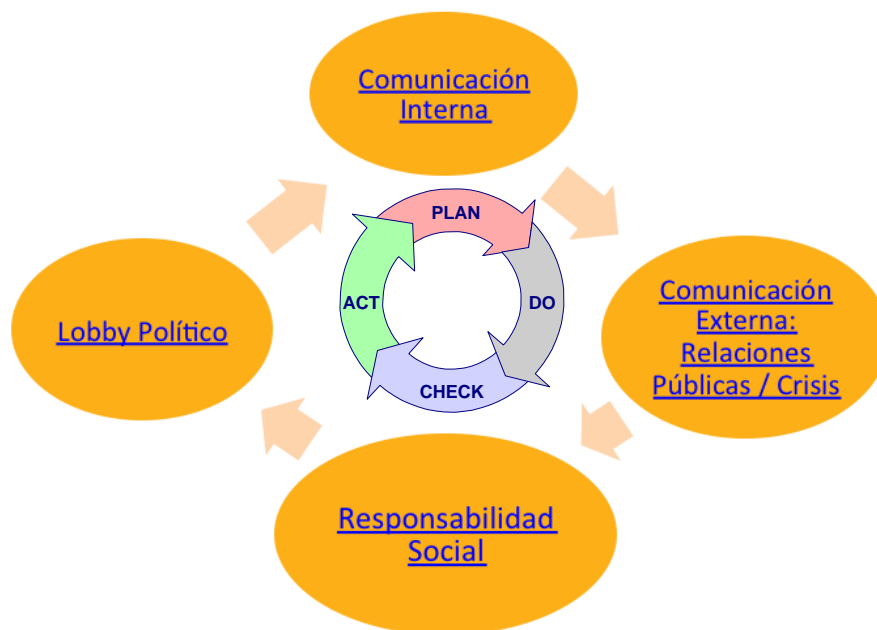 Comunicación
Interna
PLAN
ACT
DO
CHECK
Lobby Político
Comunicación
Externa:
Relaciones
Públicas / Crisis
Responsabilidad
Social